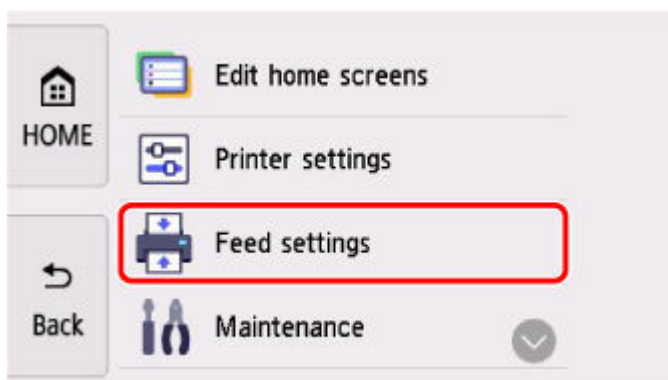 HOME
Back
Edit home screens
Printer settings
Feed settings
Maintenance